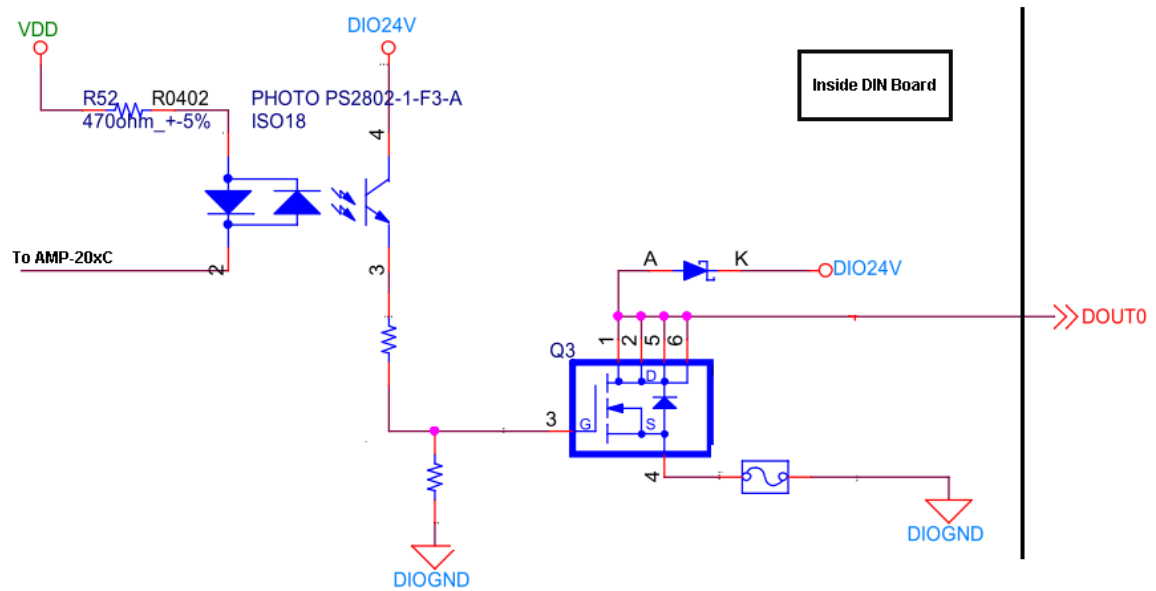 VDD
DIO24V
Inside DIN Board
R52 R0402 PHOTO PS2802-1-F3-A
470ohm_+-5% ISO18
4
To AMP-20xC
2
3
A K DIO24V
DOUT0
1 2 5 6
Q3
D
3 G S
4
DIOGND
DIOGND